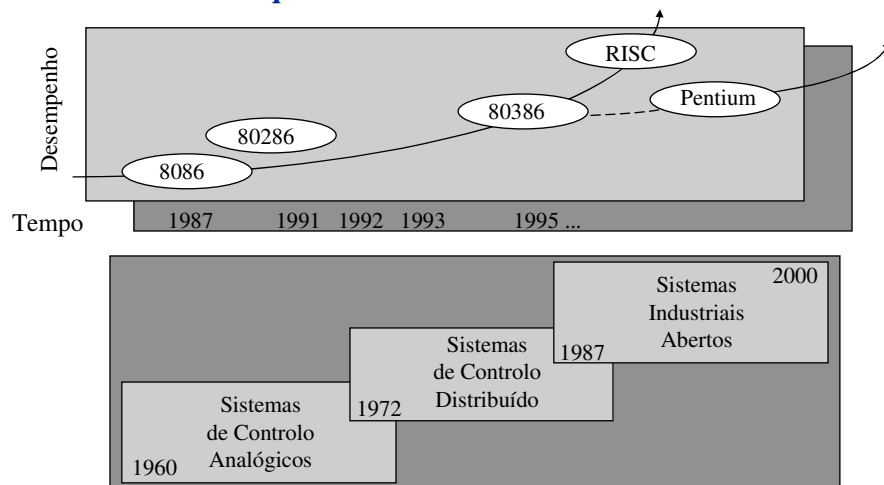 RISC
Pentium
80386
80286
8086
Desempenho
Tempo
1987 1991 1992 1993 1995 ...
2000
Sistemas
Industriais
Abertos
1987
Sistemas
de Controlo
Distribuído
1972
Sistemas
de Controlo
Analógicos
1960